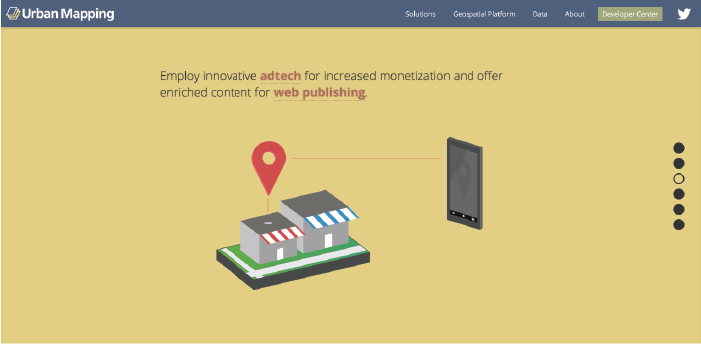 Urban Mapping
Solutions
Geospatial Platform
Data
About
Developer Center
Employ innovative adtech for increased monetization and offer
enriched content for web publishing.